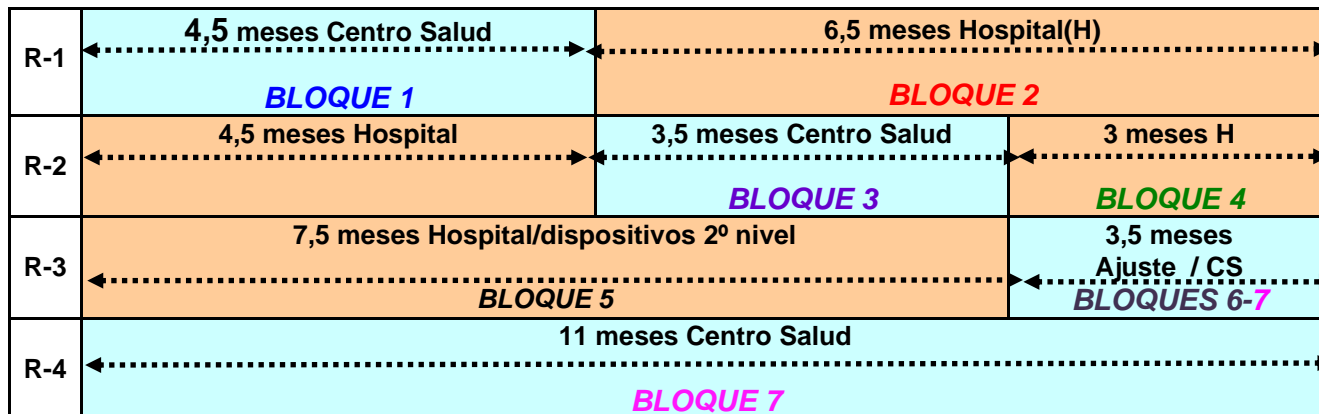 R-1
4,5 meses Centro Salud
BLOQUE 1
6,5 meses Hospital(H)
BLOQUE 2
R-2
4,5 meses Hospital
3,5 meses Centro Salud
BLOQUE 3
3 meses H
BLOQUE 4
R-3
7,5 meses Hospital/dispositivos 2º nivel
BLOQUE 5
3,5 meses
Ajuste / CS
BLOQUES 6-7
R-4
11 meses Centro Salud
BLOQUE 7